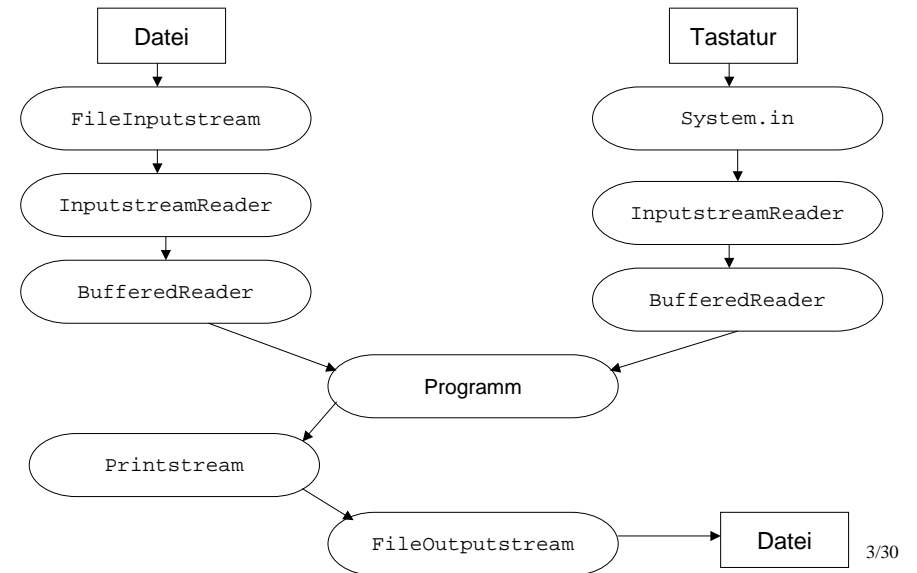 Datei
Tastatur
FileInputstream
System.in
InputstreamReader
InputstreamReader
BufferedReader
BufferedReader
Programm
Printstream
FileOutputstream
Datei
3/30